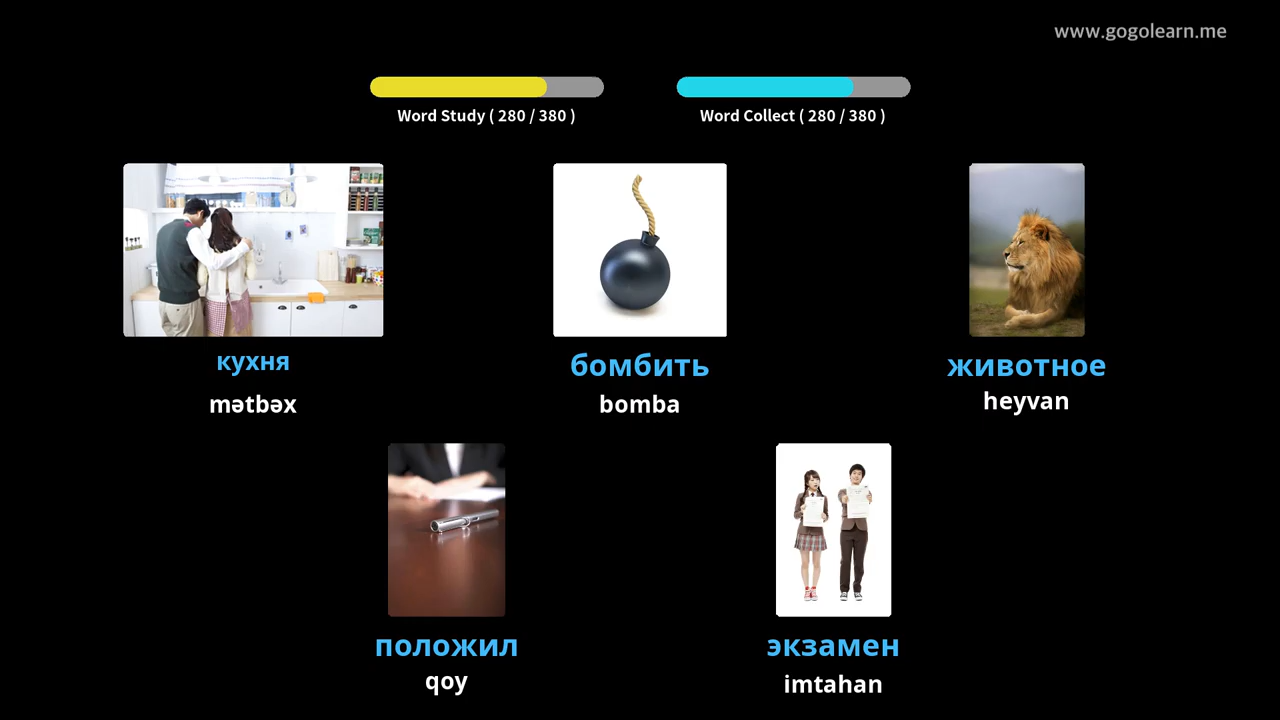 www.gogolearn.me
Word Study ( 280 / 380 )
Word Collect ( 280 / 380 )
кухня
mətbəx
бомбить
bomba
животное
heyvan
положил
qoy
экзамен
imtahan